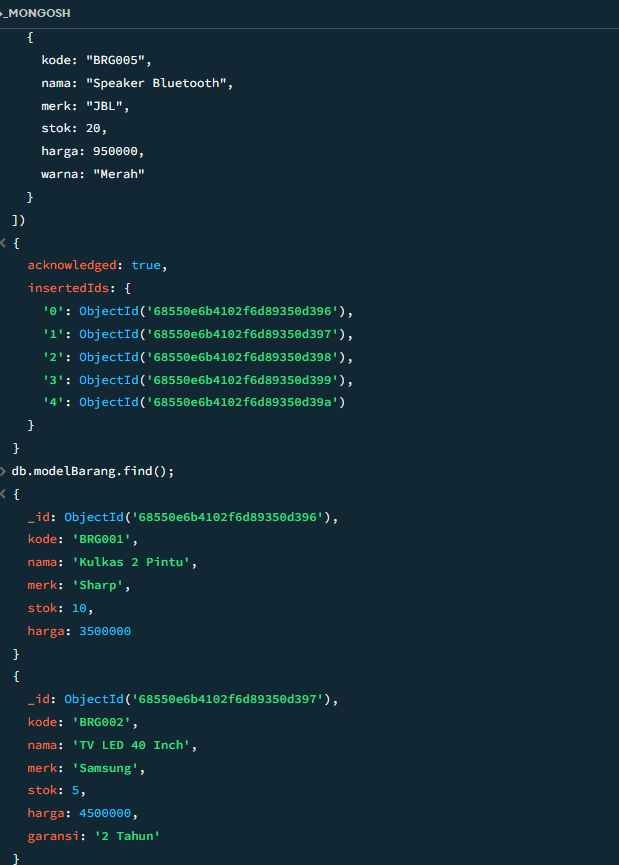 >_MONGOSH
{
kode: "BRG005",
nama: "Speaker Bluetooth",
merk: "JBL",
stok: 20,
harga: 950000,
warna: "Merah"
}
])
< {
acknowledged: true,
insertedIds: {
'0': ObjectId('68550e6b4102f6d89350d396'),
'1': ObjectId('68550e6b4102f6d89350d397'),
'2': ObjectId('68550e6b4102f6d89350d398'),
'3': ObjectId('68550e6b4102f6d89350d399'),
'4': ObjectId('68550e6b4102f6d89350d39a')
}
}
> db.modelBarang.find();
< {
_id: ObjectId('68550e6b4102f6d89350d396'),
kode: 'BRG001',
nama: 'Kulkas 2 Pintu',
merk: 'Sharp',
stok: 10,
harga: 3500000
}
{
_id: ObjectId('68550e6b4102f6d89350d397'),
kode: 'BRG002',
nama: 'TV LED 40 Inch',
merk: 'Samsung',
stok: 5,
harga: 4500000,
garansi: '2 Tahun'
}